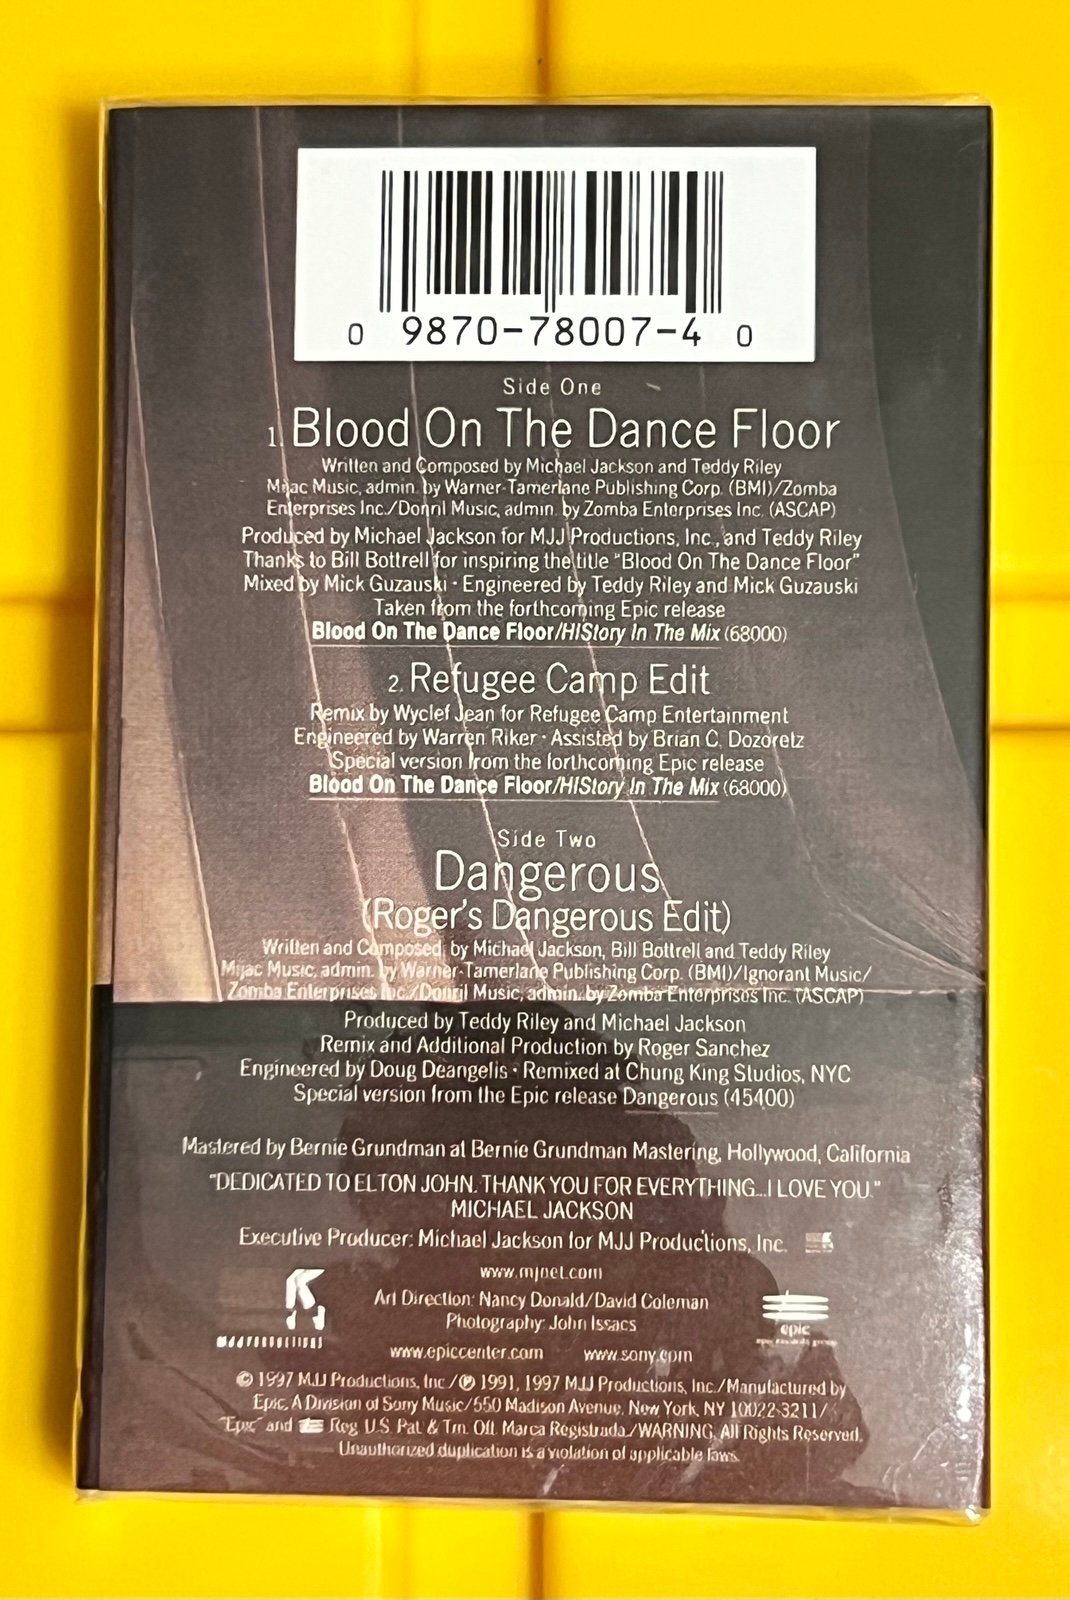 0 9870-78007-4 0
Side One
1. Blood On The Dance Floor
Written and Composed by Michael Jackson and Teddy Riley
Mijac Music, admin. by Warner-Tamerlane Publishing Corp. (BMI)/Zomba
Enterprises Inc./Donril Music, admin. by Zomba Enterprises Inc. (ASCAP)
Produced by Michael Jackson for MJJ Productions, Inc., and Teddy Riley
Thanks to Bill Bottrell for inspiring the title "Blood On The Dance Floor"
Mixed by Mick Guzauski · Engineered by Teddy Riley and Mick Guzauski
Taken from the forthcoming Epic release
Blood On The Dance Floor/HIStory In The Mix (68000)
2. Refugee Camp Edit
Remix by Wyclef Jean for Refugee Camp Entertainment
Engineered by Warren Riker · Assisted by Brian C. Dozoretz
Special version from the forthcoming Epic release
Blood On The Dance Floor/HIStory In The Mix (68000)
Side Two
Dangerous
(Roger's Dangerous Edit)
Written and Composed by Michael Jackson, Bill Bottrell and Teddy Riley
Mijac Music, admin. by Warner-Tamerlane Publishing Corp. (BMI)/Ignorant Music/
Zomba Enterprises Inc./Donril Music, admin. by Zomba Enterprises Inc. (ASCAP)
Produced by Teddy Riley and Michael Jackson
Remix and Additional Production by Roger Sanchez
Engineered by Doug Deangelis · Remixed at Chung King Studios, NYC
Special version from the Epic release Dangerous (45400)
Mastered by Bernie Grundman at Bernie Grundman Mastering, Hollywood, California
"DEDICATED TO ELTON JOHN. THANK YOU FOR EVERYTHING...I LOVE YOU."
MICHAEL JACKSON
Executive Producer: Michael Jackson for MJJ Productions, Inc.
www.mjnet.com
Art Direction: Nancy Donald/David Coleman
Photography: John Issacs
MJJ PRODUCTIONS
epic
epic records group
www.epiccenter.com www.sony.com
© 1997 MJJ Productions, Inc./℗ 1991, 1997 MJJ Productions, Inc./Manufactured by
Epic, A Division of Sony Music/550 Madison Avenue, New York, NY 10022-3211/
"Epic" and Reg. U.S. Pat. & Tm. Off. Marca Registrada./WARNING: All Rights Reserved.
Unauthorized duplication is a violation of applicable laws.